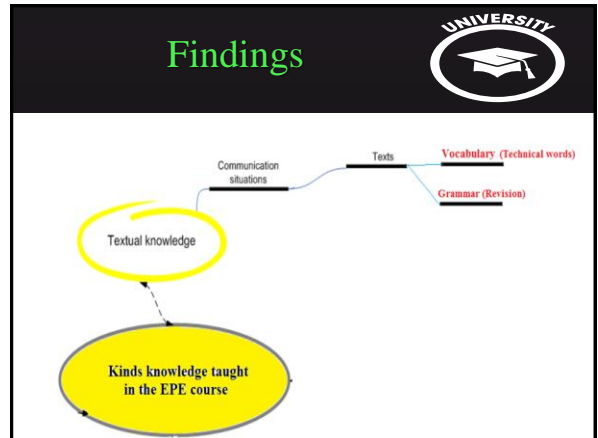 UNIVERSITY
Findings
Communication
situations
Texts
Vocabulary (Technical words)
Grammar (Revision)
Textual knowledge
Kinds knowledge taught
in the EPE course